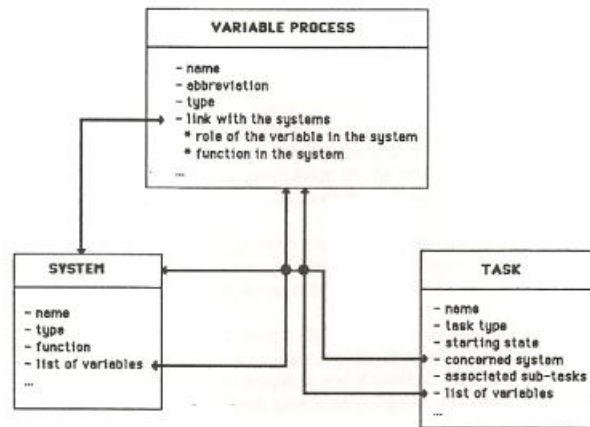 VARIABLE PROCESS
- name
- abbreviation
- type
- link with the systems
* role of the variable in the system
* function in the system
...
SYSTEM
- name
- type
- function
- list of variables
...
TASK
- name
- task type
- starting state
- concerned system
- associated sub-tasks
- list of variables
...